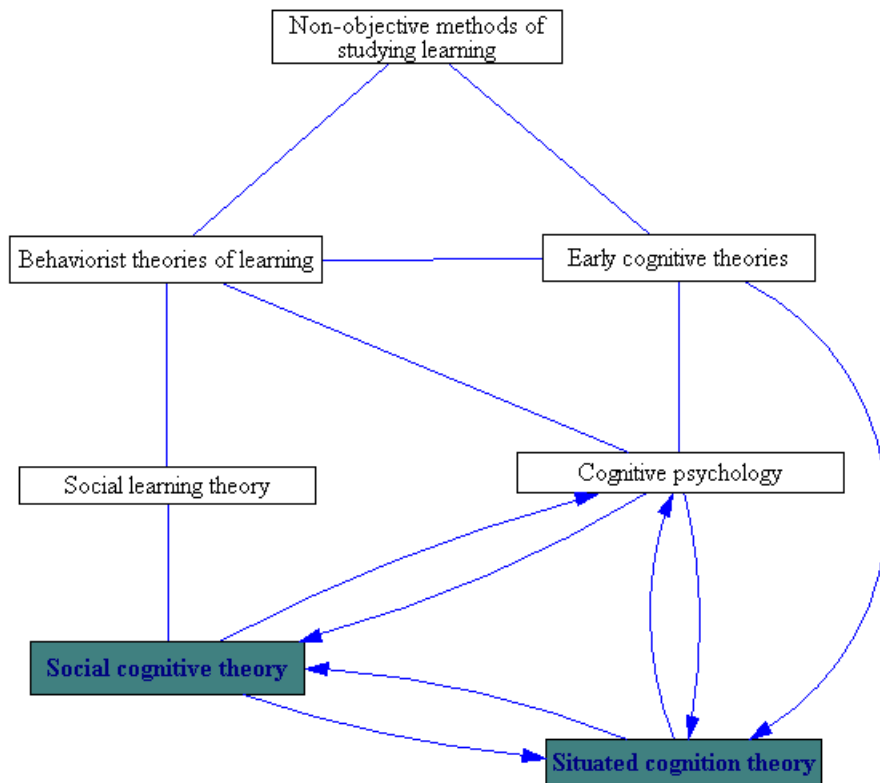 Non-objective methods of
studying learning
Behaviorist theories of learning
Early cognitive theories
Social learning theory
Cognitive psychology
Social cognitive theory
Situated cognition theory